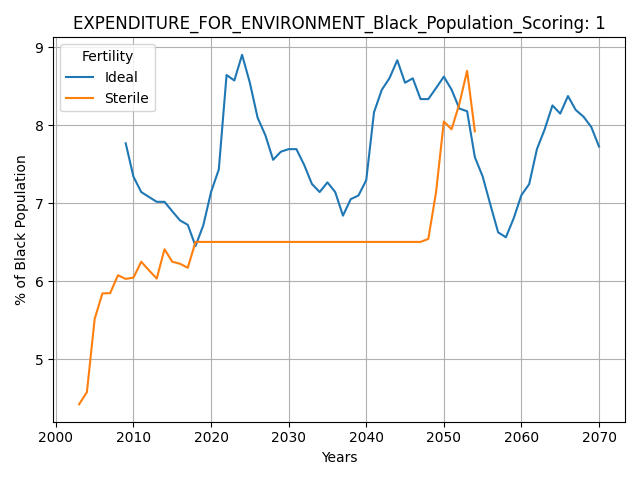 EXPENDITURE_FOR_ENVIRONMENT_Black_Population_Scoring: 1
Fertility
Ideal
Sterile
% of Black Population
9
8
7
6
5
2000 2010 2020 2030 2040 2050 2060 2070
Years